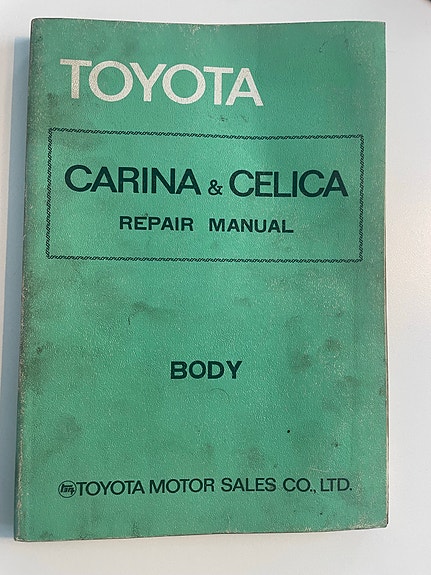 TOYOTA
CARINA & CELICA
REPAIR MANUAL
BODY
TOYOTA MOTOR SALES CO., LTD.